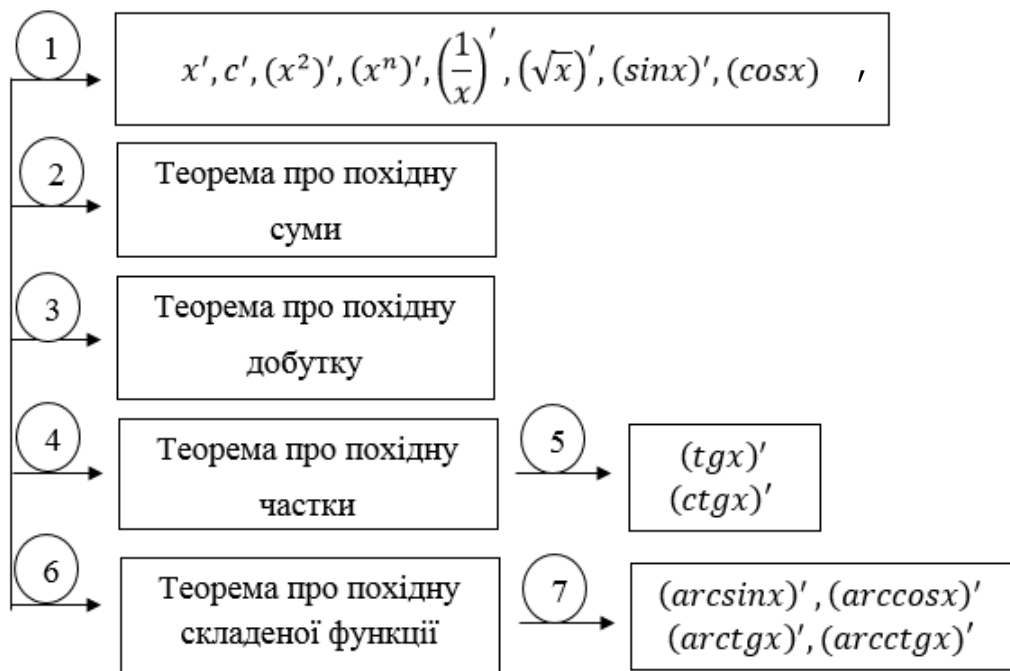 1
x′, c′, (x²)′, (xⁿ)′, (1/x)′, (√x)′, (sinx)′, (cosx) ′
2
Теорема про похідну
суми
3
Теорема про похідну
добутку
4
Теорема про похідну
частки
5
(tgx)′
(ctgx)′
6
Теорема про похідну
складеної функції
7
(arcsinx)′, (arccosx)′
(arctgx)′, (arcctgx)′